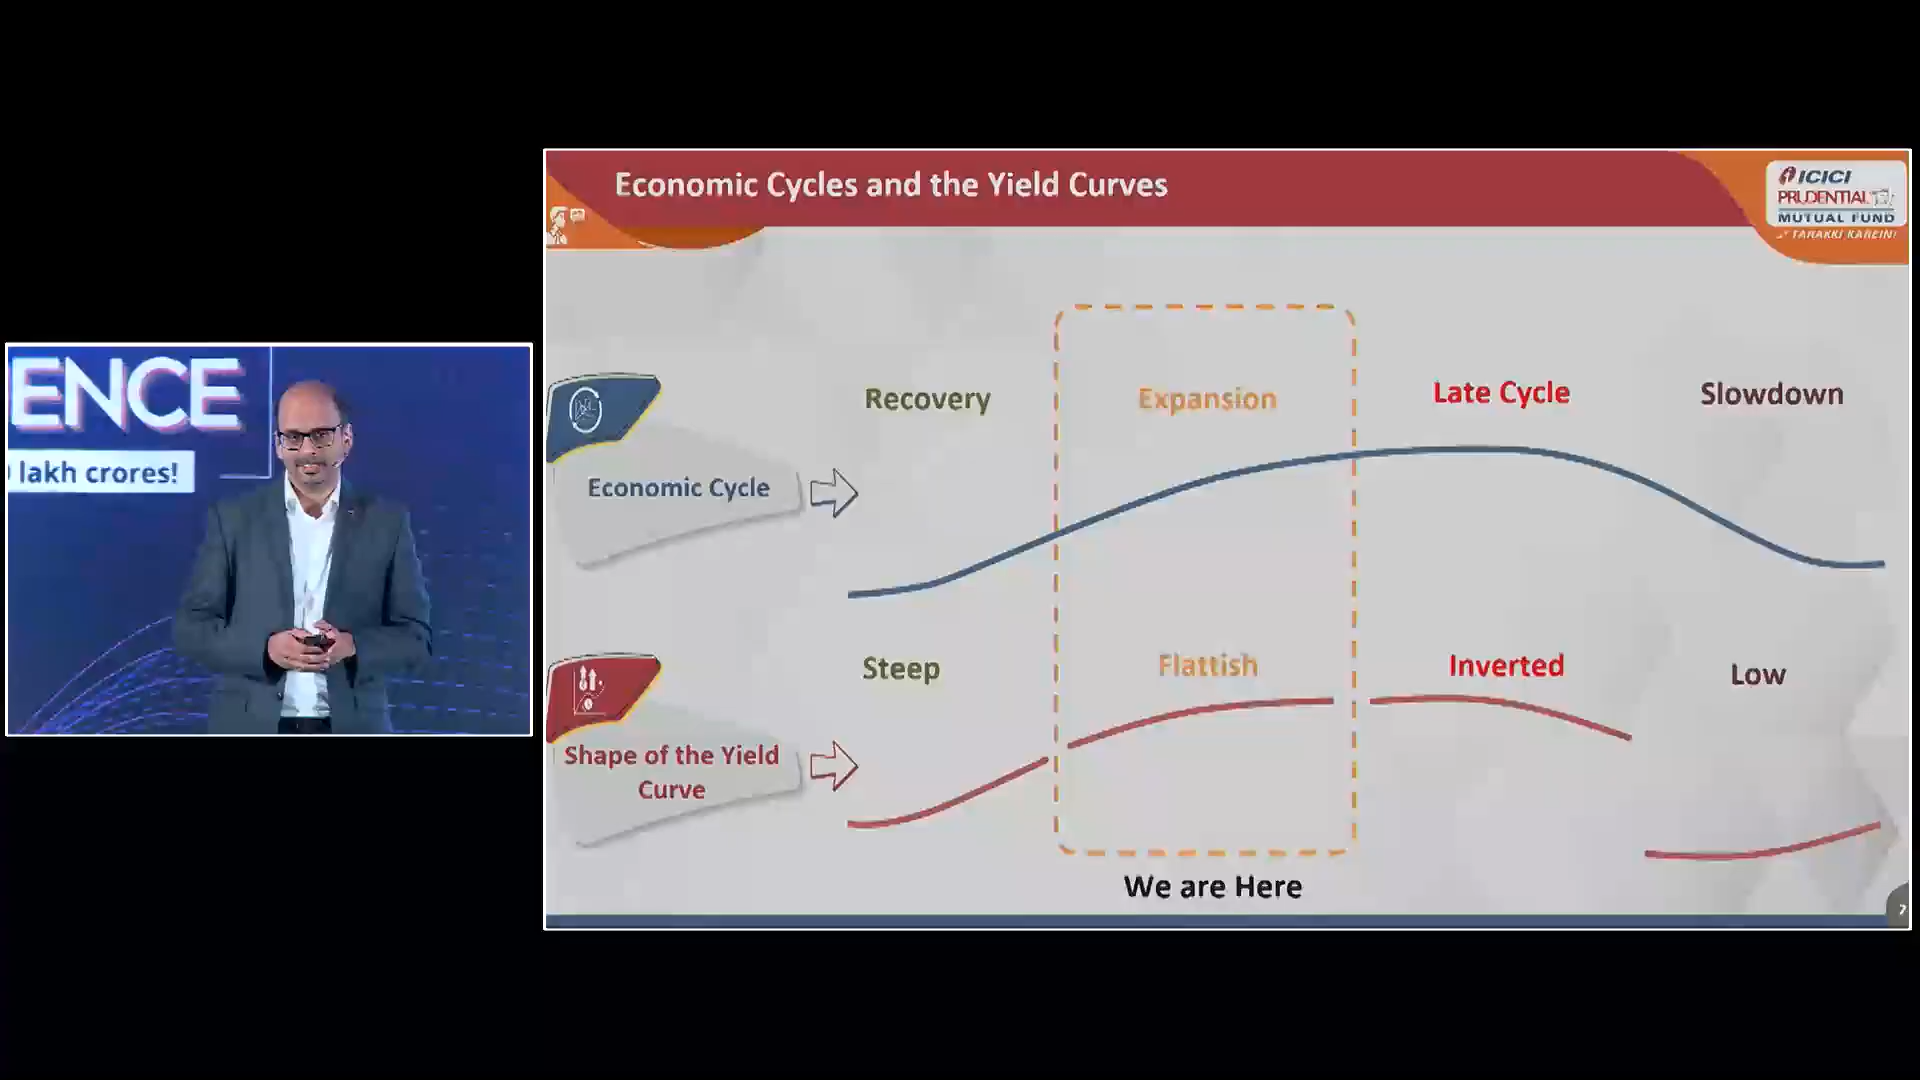 Economic Cycles and the Yield Curves
ICICI
PRUDENTIAL
MUTUAL FUND
TARAKKI KAREIN!
ENCE
lakh crores!
Recovery
Expansion
Late Cycle
Slowdown
Economic Cycle
Steep
Flattish
Inverted
Low
Shape of the Yield
Curve
We are Here
7